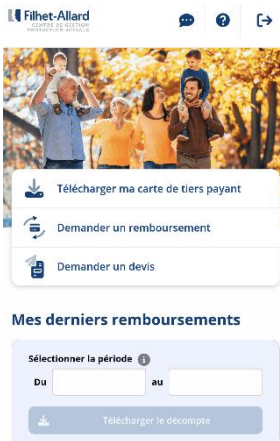 Filhet-Allard
CENTRE DE GESTION
PROTECTION SOCIALE
Télécharger ma carte de tiers payant
Demander un remboursement
Demander un devis
Mes derniers remboursements
Sélectionner la période
Du au
Télécharger le décompte